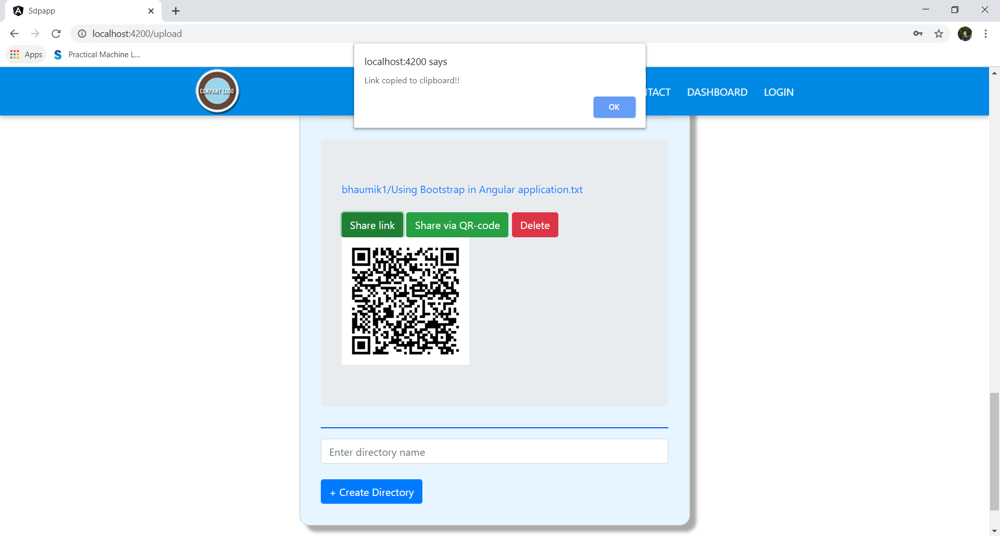 Sdpapp
localhost:4200/upload
Apps
Practical Machine L...
localhost:4200 says
Link copied to clipboard!!
OK
COMPANY LOGO
DASHBOARD
LOGIN
bhaumik1/Using Bootstrap in Angular application.txt
Share link
Share via QR-code
Delete
Enter directory name
+ Create Directory